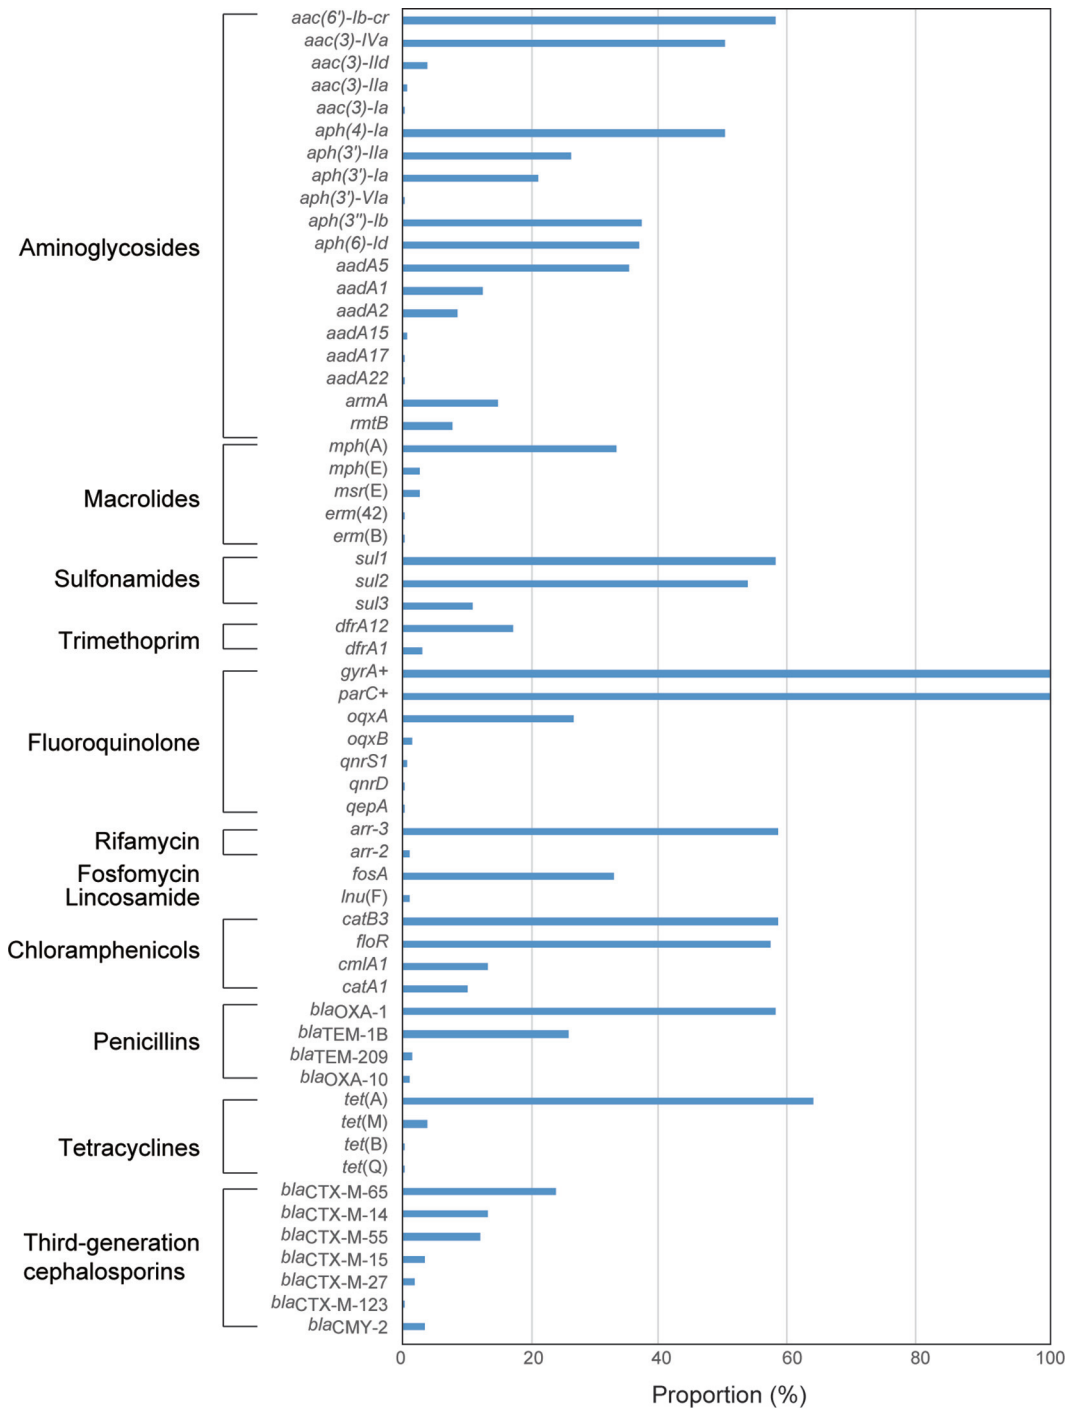 Aminoglycosides
aac(6')-Ib-cr
aac(3)-IVa
aac(3)-IId
aac(3)-IIa
aac(3)-Ia
aph(4)-Ia
aph(3')-IIa
aph(3')-Ia
aph(3')-VIa
aph(3")-Ib
aph(6)-Id
aadA5
aadA1
aadA2
aadA15
aadA17
aadA22
armA
rmtB
Macrolides
mph(A)
mph(E)
msr(E)
erm(42)
erm(B)
Sulfonamides
sul1
sul2
sul3
Trimethoprim
dfrA12
dfrA1
Fluoroquinolone
gyrA+
parC+
oqxA
oqxB
qnrS1
qnrD
qepA
Rifamycin
arr-3
arr-2
Fosfomycin
fosA
Lincosamide
lnu(F)
Chloramphenicols
catB3
floR
cmlA1
catA1
Penicillins
blaOXA-1
blaTEM-1B
blaTEM-209
blaOXA-10
Tetracyclines
tet(A)
tet(M)
tet(B)
tet(Q)
Third-generation
cephalosporins
blaCTX-M-65
blaCTX-M-14
blaCTX-M-55
blaCTX-M-15
blaCTX-M-27
blaCTX-M-123
blaCMY-2
0 20 40 60 80 100
Proportion (%)